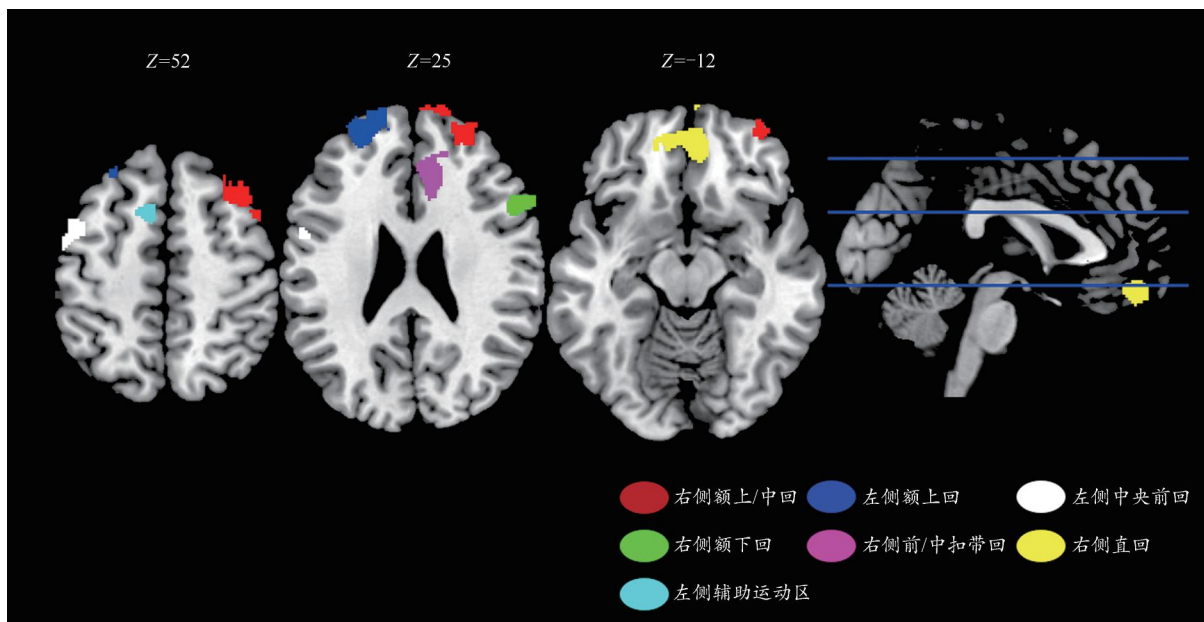 Z=52 Z=25 Z=-12
右侧额上/中回 左侧额上回 左侧中央前回
右侧额下回 右侧前/中扣带回 右侧直回
左侧辅助运动区